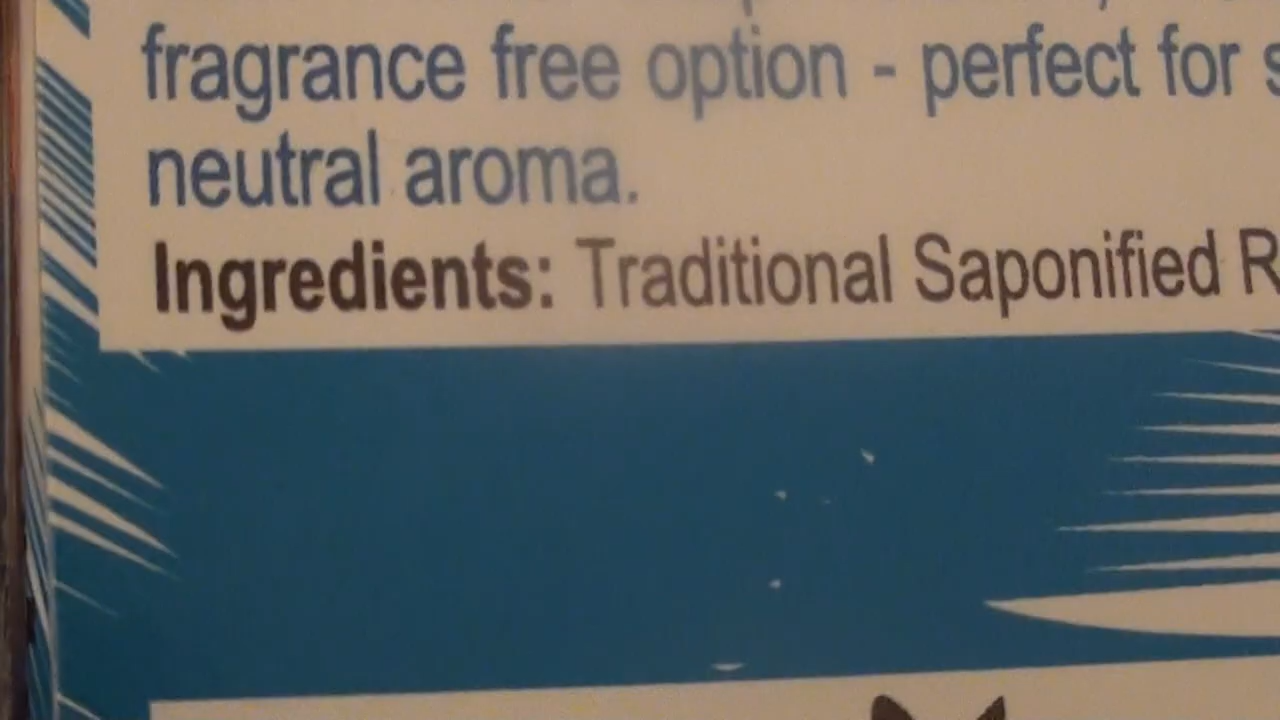 fragrance free option - perfect for
neutral aroma.
Ingredients: Traditional Saponified